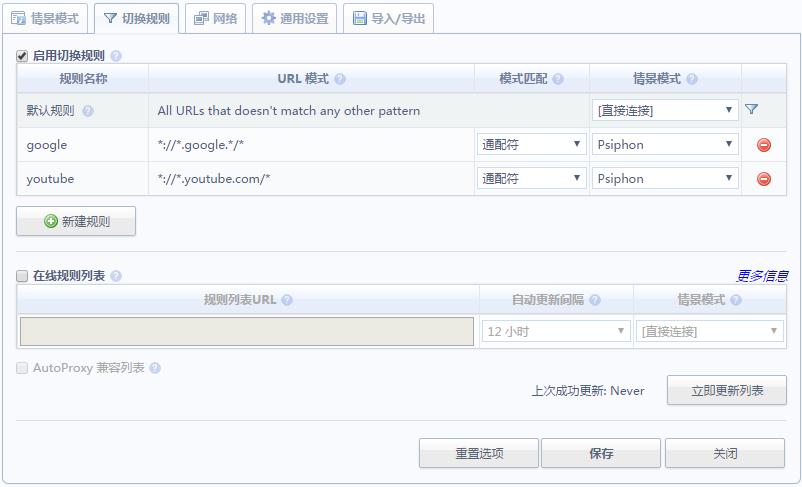 情景模式 切换规则 网络 通用设置 导入/导出
启用切换规则
规则名称 URL 模式 模式匹配 情景模式
默认规则 All URLs that doesn't match any other pattern [直接连接]
google *://*.google.*/* 通配符 Psiphon
youtube *://*.youtube.com/* 通配符 Psiphon
新建规则
在线规则列表 更多信息
规则列表URL 自动更新间隔 情景模式
12 小时 [直接连接]
AutoProxy 兼容列表
上次成功更新: Never 立即更新列表
重置选项 保存 关闭